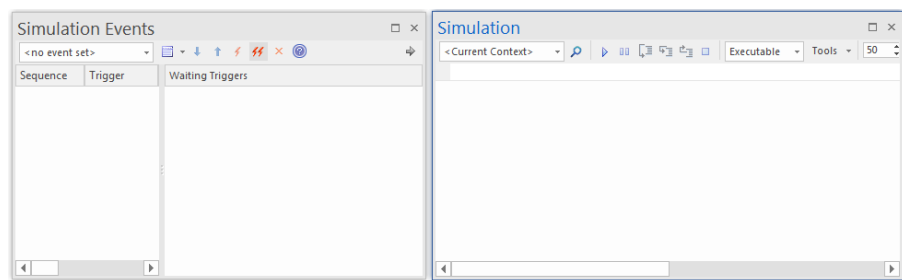 Simulation Events
<no event set>
Sequence Trigger Waiting Triggers
Simulation
<Current Context> Executable Tools 50